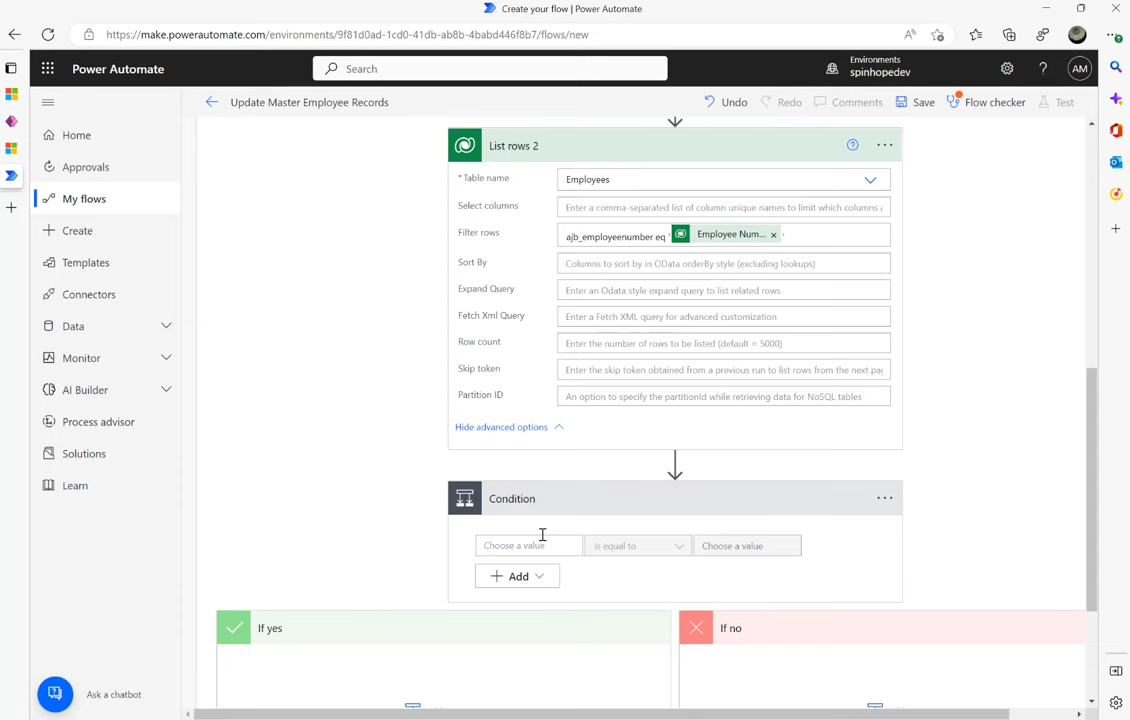 Create your flow | Power Automate
https://make.powerautomate.com/environments/9f81d0ad-1cd0-41db-ab8b-4babd446f8b7/flows/new
Power Automate
Search
Environments
spinhopedev
AM
Update Master Employee Records
Undo
Redo
Comments
Save
Flow checker
Test
Home
Approvals
My flows
Create
Templates
Connectors
Data
Monitor
AI Builder
Process advisor
Solutions
Learn
Ask a chatbot
List rows 2
* Table name
Employees
Select columns
Enter a comma-separated list of column unique names to limit which columns a
Filter rows
ajb_employeenumber eq ' Employee Num... × '
Sort By
Columns to sort by in OData orderBy style (excluding lookups)
Expand Query
Enter an Odata style expand query to list related rows
Fetch Xml Query
Enter a Fetch XML query for advanced customization
Row count
Enter the number of rows to be listed (default = 5000)
Skip token
Enter the skip token obtained from a previous run to list rows from the next pag
Partition ID
An option to specify the partitionId while retrieving data for NoSQL tables
Hide advanced options
Condition
Choose a value
is equal to
Choose a value
Add
If yes
If no